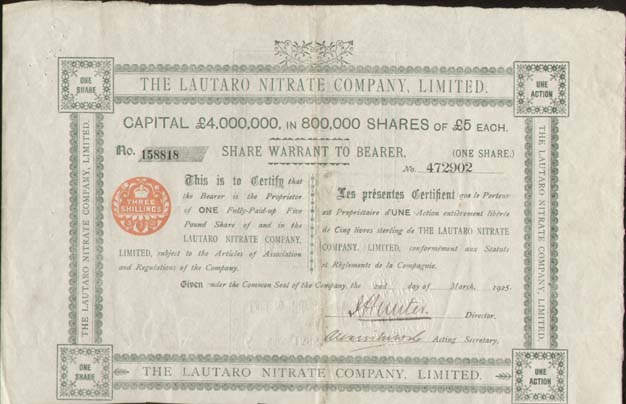 ONE SHARE
ONE ACTION
THE LAUTARO NITRATE COMPANY, LIMITED.
CAPITAL £4,000,000, IN 800,000 SHARES OF £5 EACH.
No. 158818 SHARE WARRANT TO BEARER. (ONE SHARE.)
No. 472902
THREE SHILLINGS
This is to Certify that
the Bearer is the Proprietor
of ONE Fully-Paid-up Five
Pound Share of and in the
LAUTARO NITRATE COMPANY,
LIMITED, subject to the Articles of Association
and Regulations of the Company.
Les présentes Certifient que le Porteur
est Propriétaire d'UNE Action entièrement libérée
de Cinq livres sterling de THE LAUTARO NITRATE
COMPANY, LIMITED, conformément aux Statuts
et Règlements de la Compagnie.
Given under the Common Seal of the Company, the 2nd day of March, 1925.
Hunter
Director.
Acting Secretary.
THE LAUTARO NITRATE COMPANY, LIMITED.
THE LAUTARO NITRATE COMPANY, LIMITED.
ONE SHARE
THE LAUTARO NITRATE COMPANY, LIMITED.
ONE ACTION